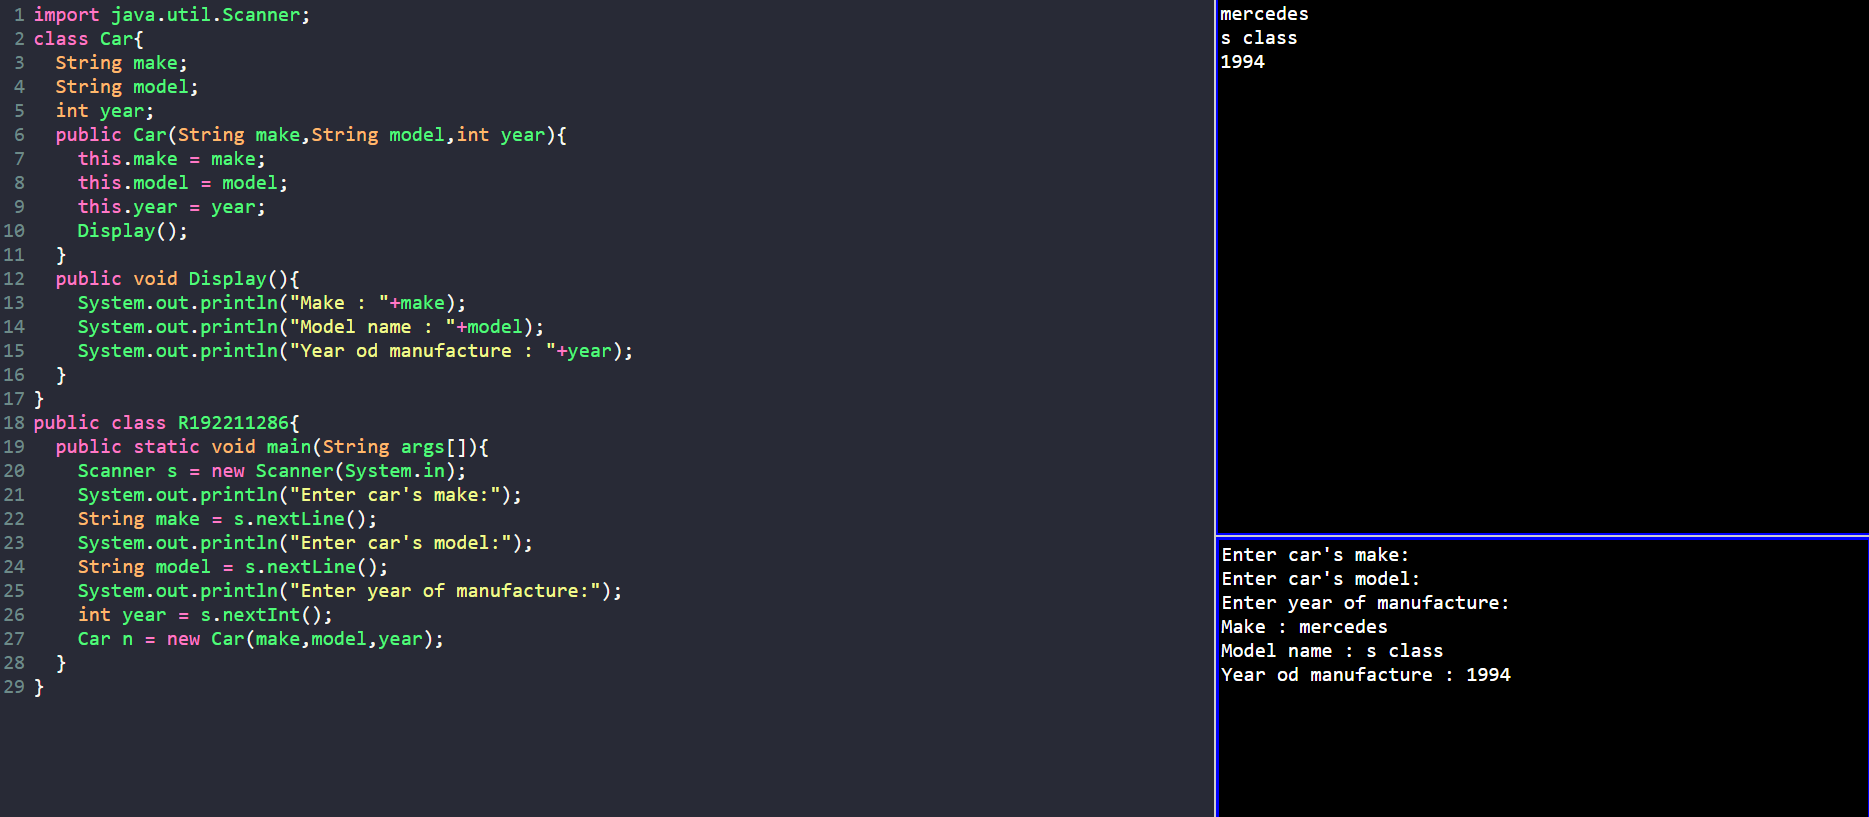 1 import java.util.Scanner;
2 class Car{
3   String make;
4   String model;
5   int year;
6   public Car(String make,String model,int year){
7     this.make = make;
8     this.model = model;
9     this.year = year;
10     Display();
11   }
12   public void Display(){
13     System.out.println("Make : "+make);
14     System.out.println("Model name : "+model);
15     System.out.println("Year od manufacture : "+year);
16   }
17 }
18 public class R192211286{
19   public static void main(String args[]){
20     Scanner s = new Scanner(System.in);
21     System.out.println("Enter car's make:");
22     String make = s.nextLine();
23     System.out.println("Enter car's model:");
24     String model = s.nextLine();
25     System.out.println("Enter year of manufacture:");
26     int year = s.nextInt();
27     Car n = new Car(make,model,year);
28   }
29 }
mercedes
s class
1994
Enter car's make:
Enter car's model:
Enter year of manufacture:
Make : mercedes
Model name : s class
Year od manufacture : 1994